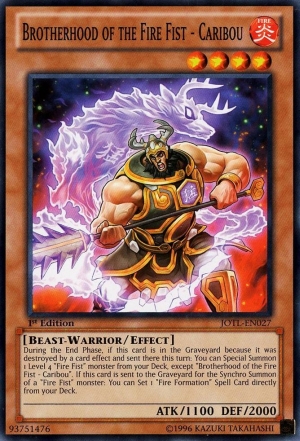 BROTHERHOOD OF THE FIRE FIST - CARIBOU
FIRE
炎
JOTL-EN027
1st Edition
[BEAST-WARRIOR/EFFECT]
During the End Phase, if this card is in the Graveyard because it was
destroyed by a card effect and sent there this turn: You can Special Summon
1 Level 4 "Fire Fist" monster from your Deck, except "Brotherhood of the Fire
Fist - Caribou". If this card is sent to the Graveyard for the Synchro Summon
of a "Fire Fist" monster: You can Set 1 "Fire Formation" Spell Card directly
from your Deck.
ATK/1100 DEF/2000
93751476
©1996 KAZUKI TAKAHASHI